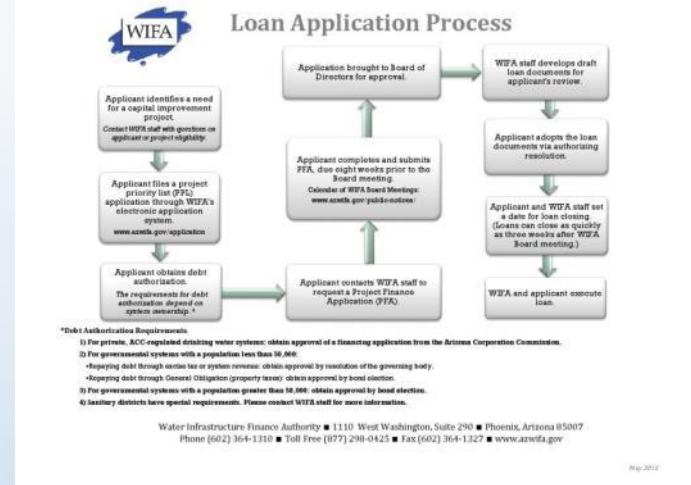 WIFA
Loan Application Process
Applicant identifies a need
for a capital improvement
project.
Contact WIFA staff with questions on
applicant or project eligibility.
Applicant files a project
priority list (PPL)
application through WIFA's
electronic application
system.
www.azwifa.gov/application
Applicant obtains debt
authorization.
The requirements for debt
authorization depend on
system ownership. *
Applicant contacts WIFA staff to
request a Project Finance
Application (PFA).
Applicant completes and submits
PFA, due eight weeks prior to the
Board meeting.
Calendar of WIFA Board Meetings:
www.azwifa.gov/public-notices/
Application brought to Board of
Directors for approval.
WIFA staff develops draft
loan documents for
applicant's review.
Applicant adopts the loan
documents via authorizing
resolution.
Applicant and WIFA staff set
a date for loan closing.
(Loans can close as quickly
as three weeks after WIFA
Board meeting.)
WIFA and applicant execute
loan.
*Debt Authorization Requirements
1) For private, ACC-regulated drinking water systems: obtain approval of a financing application from the Arizona Corporation Commission.
2) For governmental systems with a population less than 50,000:
•Repaying debt through excise tax or system revenue: obtain approval by resolution of the governing body.
•Repaying debt through General Obligation (property taxes): obtain approval by bond election.
3) For governmental systems with a population greater than 50,000: obtain approval by bond election.
4) Sanitary districts have special requirements. Please contact WIFA staff for more information.
Water Infrastructure Finance Authority ■ 1110 West Washington, Suite 290 ■ Phoenix, Arizona 85007
Phone (602) 364-1310 ■ Toll Free (877) 298-0425 ■ Fax (602) 364-1327 ■ www.azwifa.gov
May